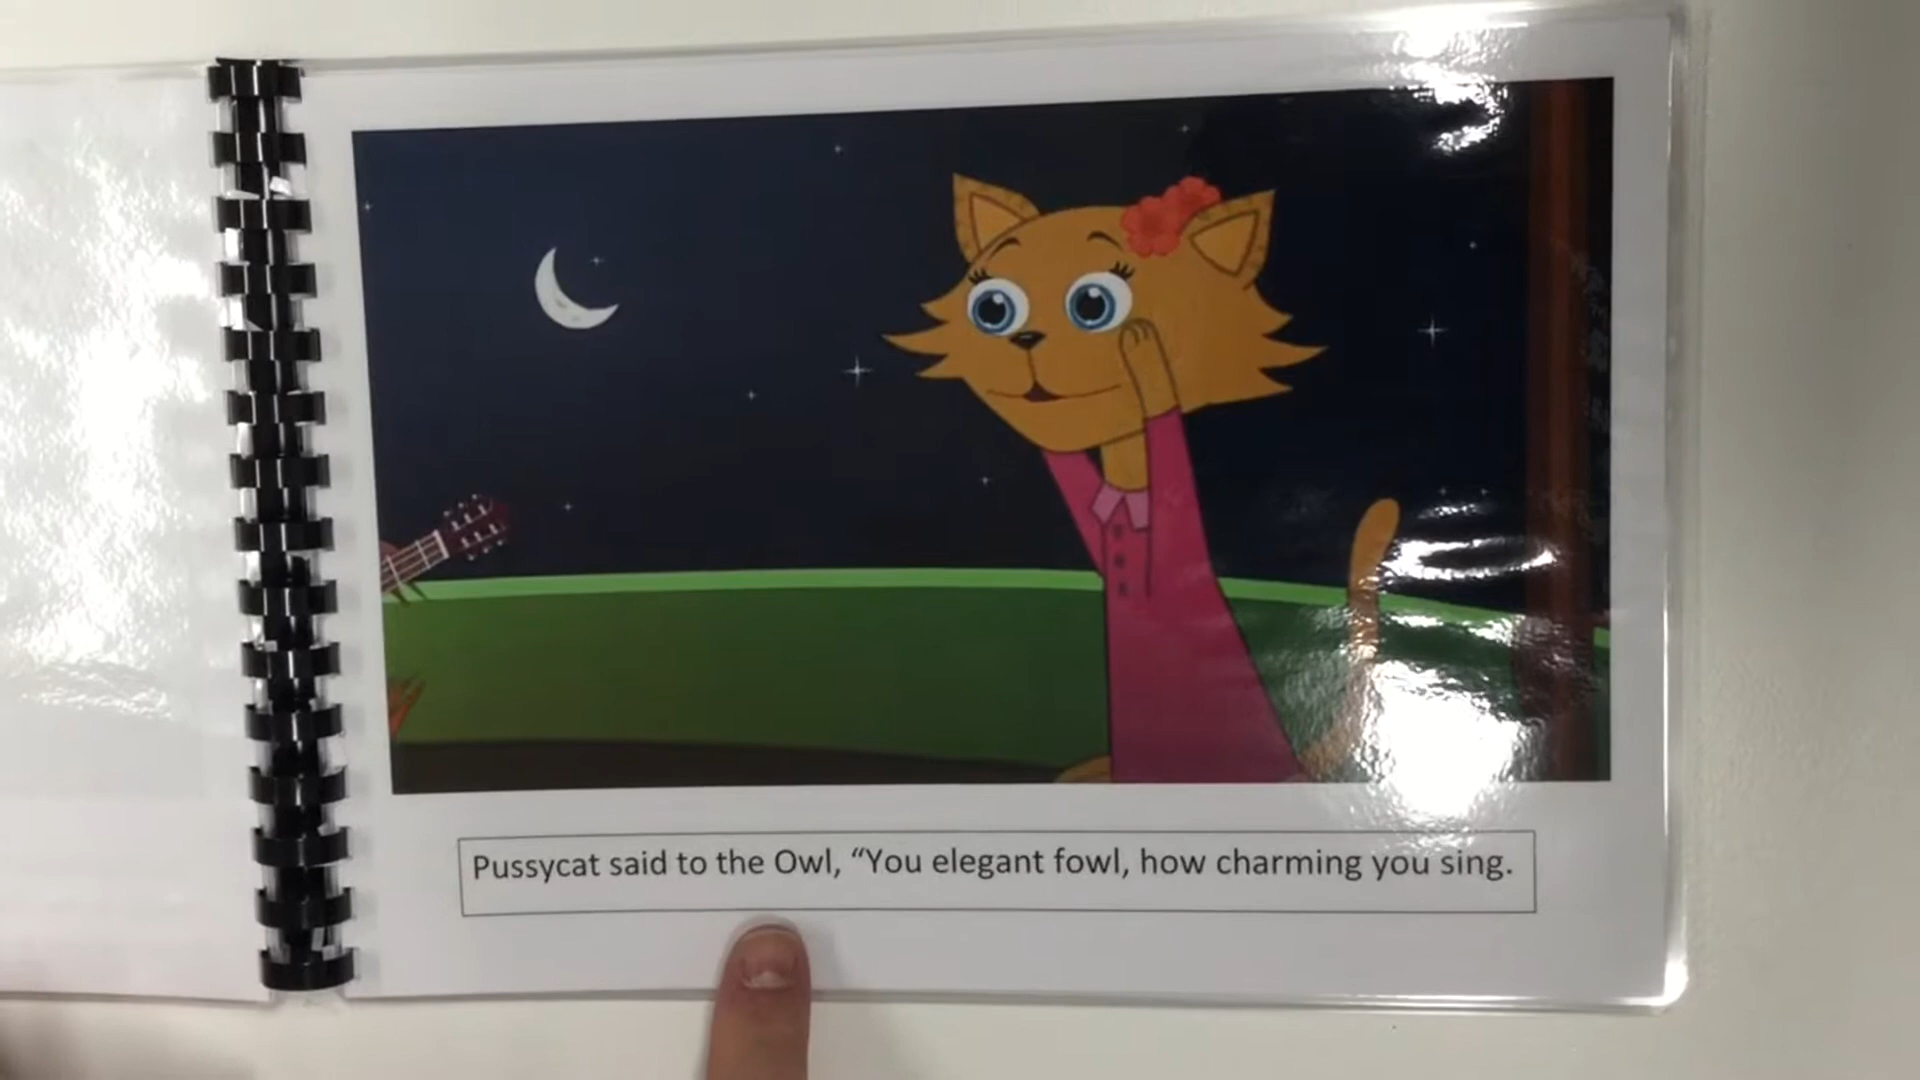 Pussycat said to the Owl, “You elegant fowl, how charming you sing.